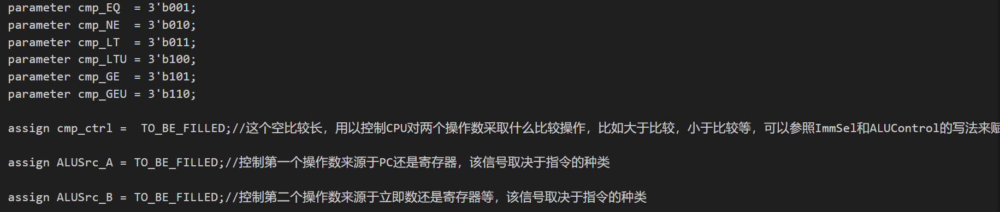 parameter cmp_EQ  = 3'b001;
parameter cmp_NE  = 3'b010;
parameter cmp_LT  = 3'b011;
parameter cmp_LTU = 3'b100;
parameter cmp_GE  = 3'b101;
parameter cmp_GEU = 3'b110;
assign cmp_ctrl =  TO_BE_FILLED;//这个空比较长，用以控制CPU对两个操作数采取什么比较操作，比如大于比较，小于比较等，可以参照ImmSel和ALUControl的写法来赋
assign ALUSrc_A = TO_BE_FILLED;//控制第一个操作数来源于PC还是寄存器，该信号取决于指令的种类
assign ALUSrc_B = TO_BE_FILLED;//控制第二个操作数来源于立即数还是寄存器等，该信号取决于指令的种类